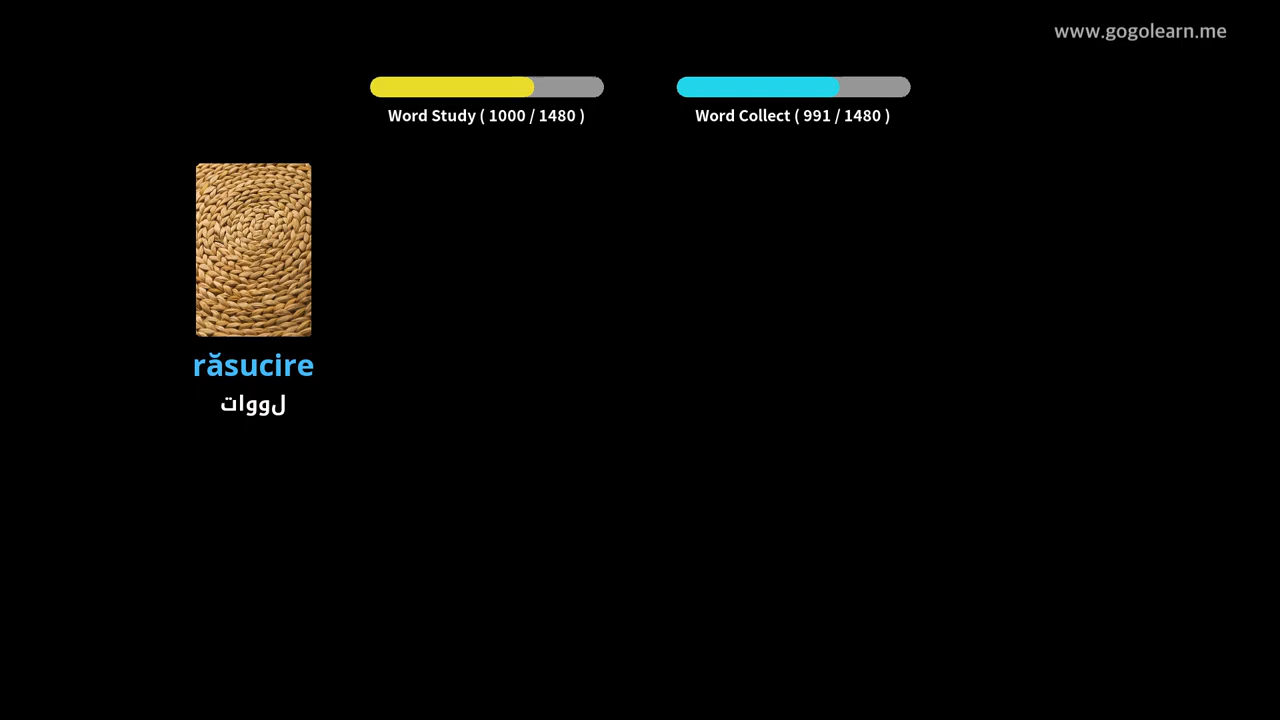 www.gogolearn.me
Word Study ( 1000 / 1480 )
Word Collect ( 991 / 1480 )
răsucire
لووات